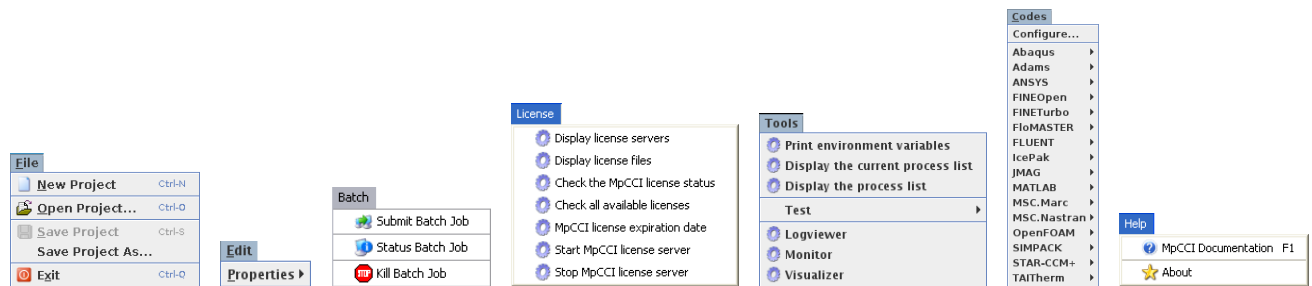 File
New Project Ctrl-N
Open Project... Ctrl-O
Save Project Ctrl-S
Save Project As...
Exit Ctrl-Q
Edit
Properties
Batch
Submit Batch Job
Status Batch Job
STOP Kill Batch Job
License
Display license servers
Display license files
Check the MpCCI license status
Check all available licenses
MpCCI license expiration date
Start MpCCI license server
Stop MpCCI license server
Tools
Print environment variables
Display the current process list
Display the process list
Test
Logviewer
Monitor
Visualizer
Codes
Configure...
Abaqus
Adams
ANSYS
FINEOpen
FINETurbo
FloMASTER
FLUENT
IcePak
JMAG
MATLAB
MSC.Marc
MSC.Nastran
OpenFOAM
SIMPACK
STAR-CCM+
TAITherm
Help
MpCCI Documentation F1
About